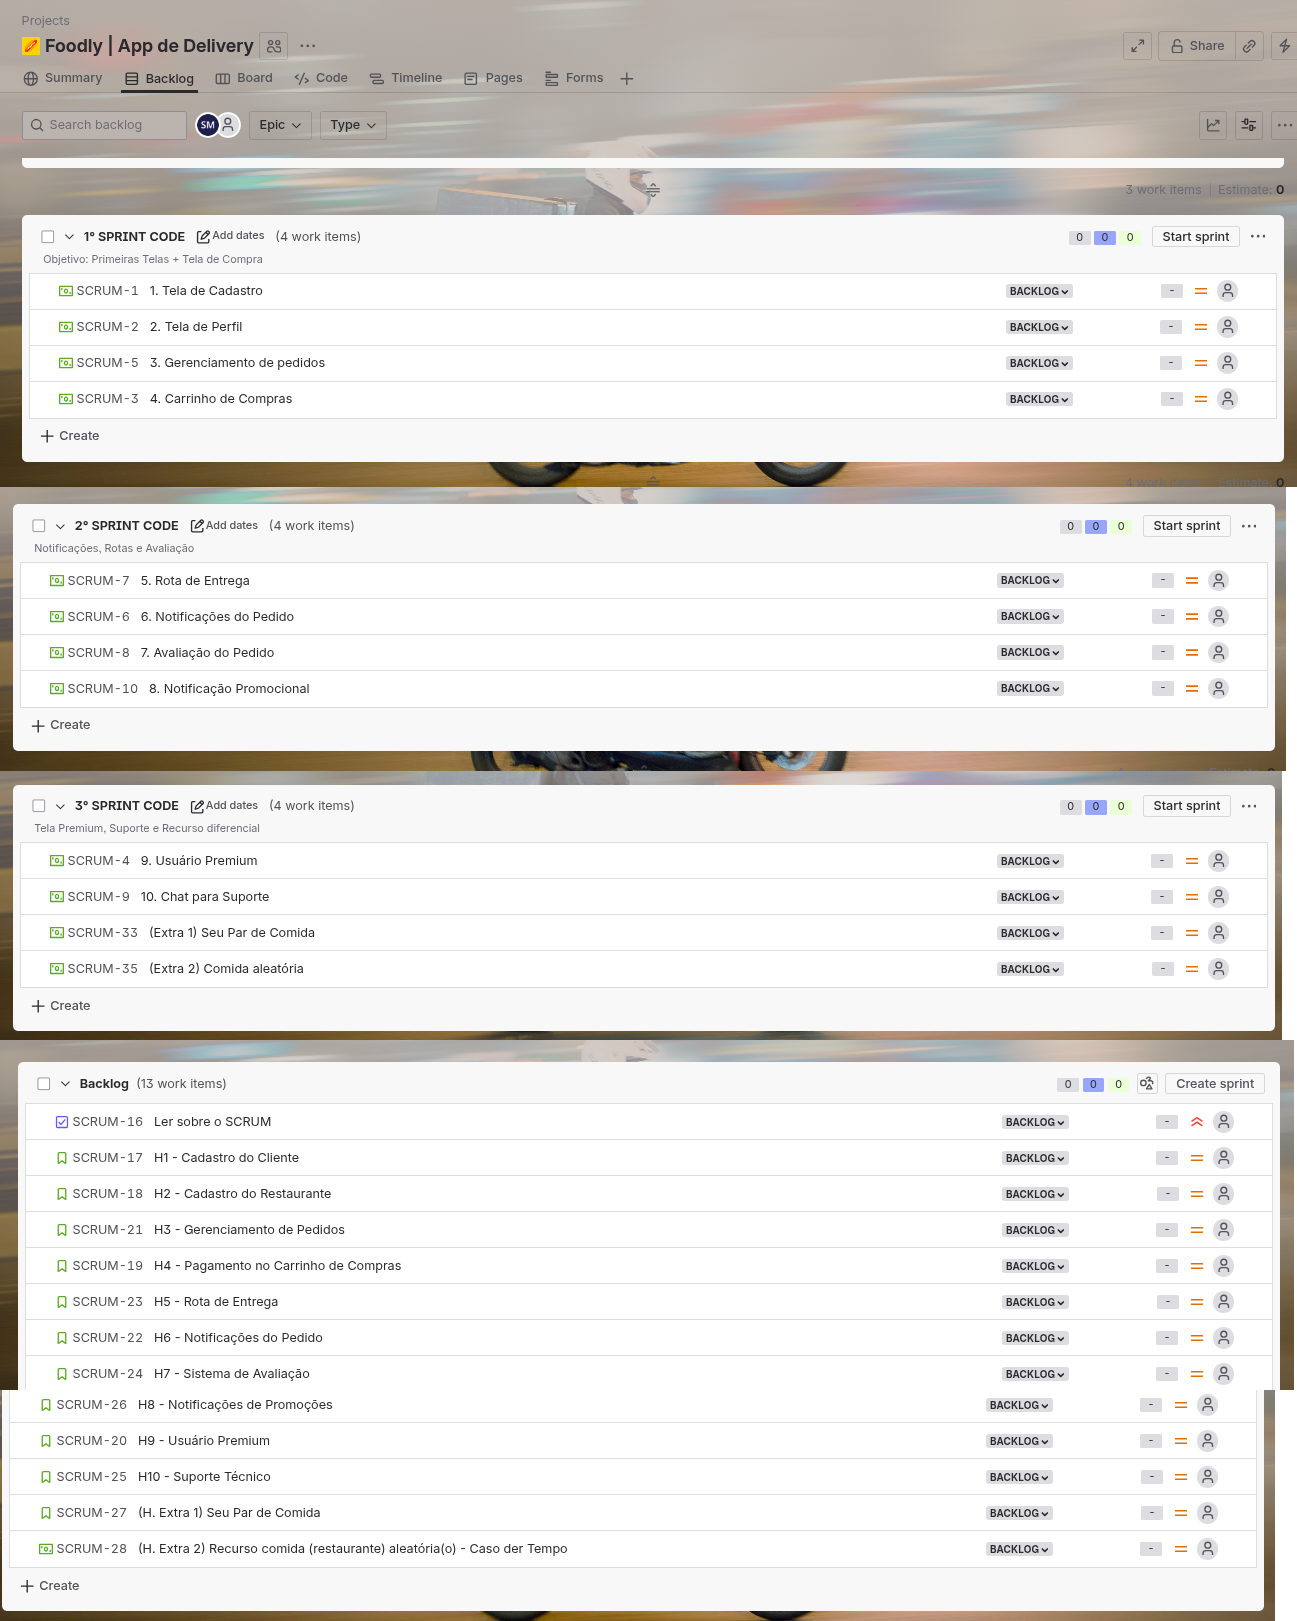 Projects
Foodly | App de Delivery
Share
Summary Backlog Board Code Timeline Pages Forms
Search backlog SM Epic Type
3 work items Estimate: 0
1° SPRINT CODE Add dates (4 work items) 0 0 0 Start sprint
Objetivo: Primeiras Telas + Tela de Compra
SCRUM-1 1. Tela de Cadastro BACKLOG -
SCRUM-2 2. Tela de Perfil BACKLOG -
SCRUM-5 3. Gerenciamento de pedidos BACKLOG -
SCRUM-3 4. Carrinho de Compras BACKLOG -
Create
4 work items Estimate: 0
2° SPRINT CODE Add dates (4 work items) 0 0 0 Start sprint
Notificações, Rotas e Avaliação
SCRUM-7 5. Rota de Entrega BACKLOG -
SCRUM-6 6. Notificações do Pedido BACKLOG -
SCRUM-8 7. Avaliação do Pedido BACKLOG -
SCRUM-10 8. Notificação Promocional BACKLOG -
Create
3° SPRINT CODE Add dates (4 work items) 0 0 0 Start sprint
Tela Premium, Suporte e Recurso diferencial
SCRUM-4 9. Usuário Premium BACKLOG -
SCRUM-9 10. Chat para Suporte BACKLOG -
SCRUM-33 (Extra 1) Seu Par de Comida BACKLOG -
SCRUM-35 (Extra 2) Comida aleatória BACKLOG -
Create
Backlog (13 work items) 0 0 0 Create sprint
SCRUM-16 Ler sobre o SCRUM BACKLOG -
SCRUM-17 H1 - Cadastro do Cliente BACKLOG -
SCRUM-18 H2 - Cadastro do Restaurante BACKLOG -
SCRUM-21 H3 - Gerenciamento de Pedidos BACKLOG -
SCRUM-19 H4 - Pagamento no Carrinho de Compras BACKLOG -
SCRUM-23 H5 - Rota de Entrega BACKLOG -
SCRUM-22 H6 - Notificações do Pedido BACKLOG -
SCRUM-24 H7 - Sistema de Avaliação BACKLOG -
SCRUM-26 H8 - Notificações de Promoções BACKLOG -
SCRUM-20 H9 - Usuário Premium BACKLOG -
SCRUM-25 H10 - Suporte Técnico BACKLOG -
SCRUM-27 (H. Extra 1) Seu Par de Comida BACKLOG -
SCRUM-28 (H. Extra 2) Recurso comida (restaurante) aleatória(o) - Caso der Tempo BACKLOG -
Create